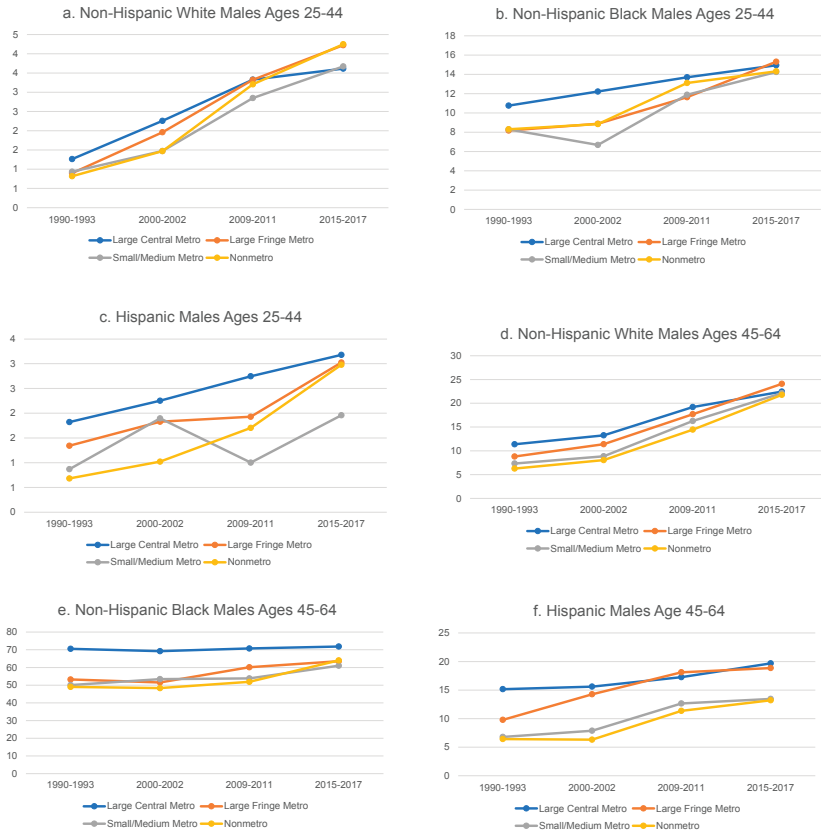 a. Non-Hispanic White Males Ages 25-44
5
4
4
3
3
2
2
1
1
0
1990-1993 2000-2002 2009-2011 2015-2017
Large Central Metro Large Fringe Metro
Small/Medium Metro Nonmetro
b. Non-Hispanic Black Males Ages 25-44
18
16
14
12
10
8
6
4
2
0
1990-1993 2000-2002 2009-2011 2015-2017
Large Central Metro Large Fringe Metro
Small/Medium Metro Nonmetro
c. Hispanic Males Ages 25-44
4
3
3
2
2
1
1
0
1990-1993 2000-2002 2009-2011 2015-2017
Large Central Metro Large Fringe Metro
Small/Medium Metro Nonmetro
d. Non-Hispanic White Males Ages 45-64
30
25
20
15
10
5
0
1990-1993 2000-2002 2009-2011 2015-2017
Large Central Metro Large Fringe Metro
Small/Medium Metro Nonmetro
e. Non-Hispanic Black Males Ages 45-64
80
70
60
50
40
30
20
10
0
1990-1993 2000-2002 2009-2011 2015-2017
Large Central Metro Large Fringe Metro
Small/Medium Metro Nonmetro
f. Hispanic Males Age 45-64
25
20
15
10
5
0
1990-1993 2000-2002 2009-2011 2015-2017
Large Central Metro Large Fringe Metro
Small/Medium Metro Nonmetro